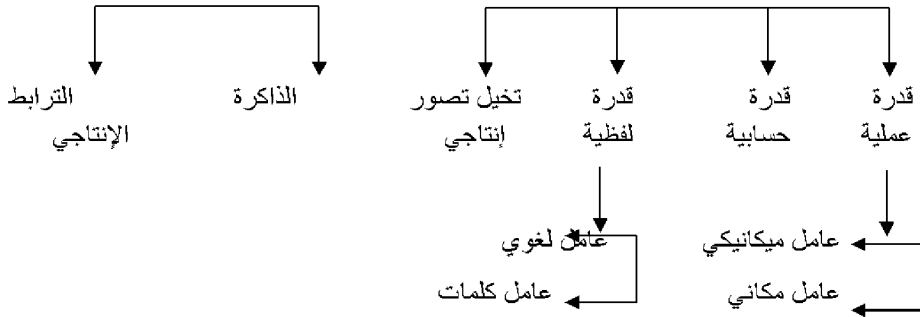 قدرة
عملية
قدرة
حسابية
قدرة
لفظية
تخيل تصور
إنتاجي
الذاكرة
الترابط
الإنتاجي
عامل ميكانيكي
عامل مكاني
عامل لغوي
عامل كلمات